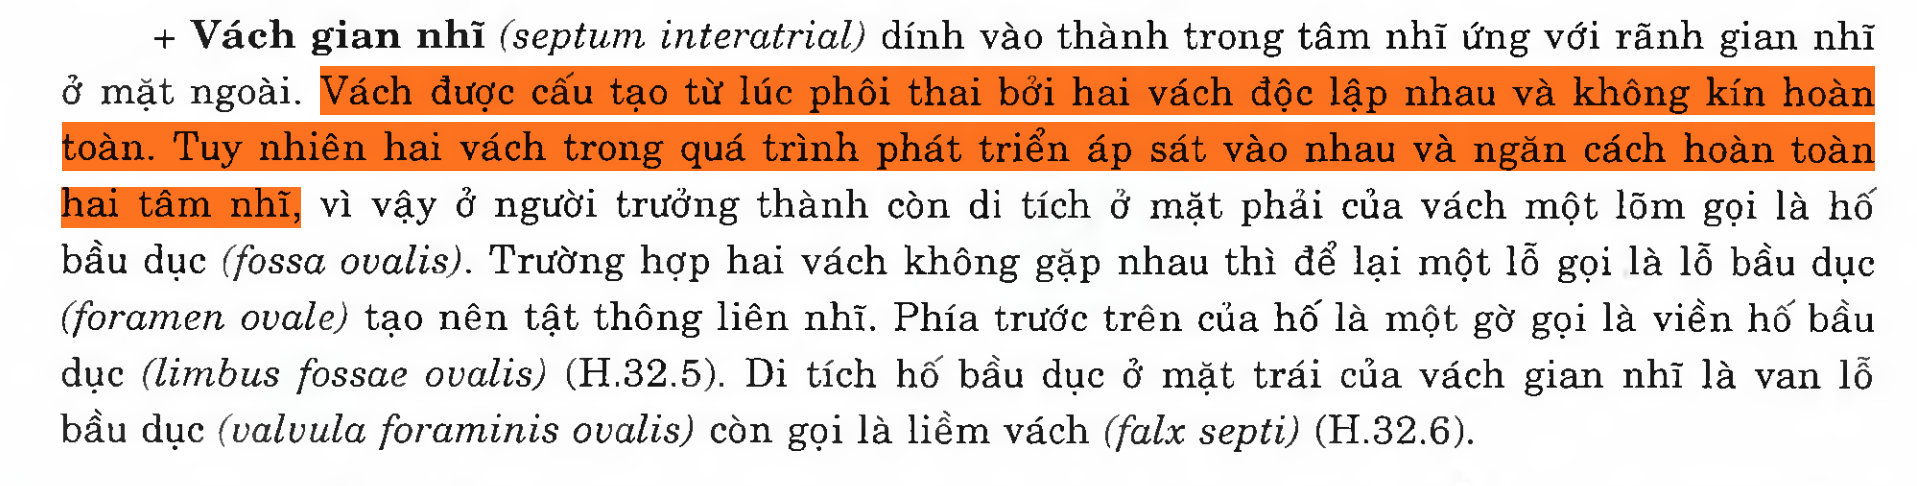 + Vách gian nhĩ (septum interatrial) dính vào thành trong tâm nhĩ ứng với rãnh gian nhĩ
ở mặt ngoài. Vách được cấu tạo từ lúc phôi thai bởi hai vách độc lập nhau và không kín hoàn
toàn. Tuy nhiên hai vách trong quá trình phát triển áp sát vào nhau và ngăn cách hoàn toàn
hai tâm nhĩ, vì vậy ở người trưởng thành còn di tích ở mặt phải của vách một lõm gọi là hố
bầu dục (fossa ovalis). Trường hợp hai vách không gặp nhau thì để lại một lỗ gọi là lỗ bầu dục
(foramen ovale) tạo nên tật thông liên nhĩ. Phía trước trên của hố là một gờ gọi là viền hố bầu
dục (limbus fossae ovalis) (H.32.5). Di tích hố bầu dục ở mặt trái của vách gian nhĩ là van lỗ
bầu dục (valvula foraminis ovalis) còn gọi là liềm vách (falx septi) (H.32.6).